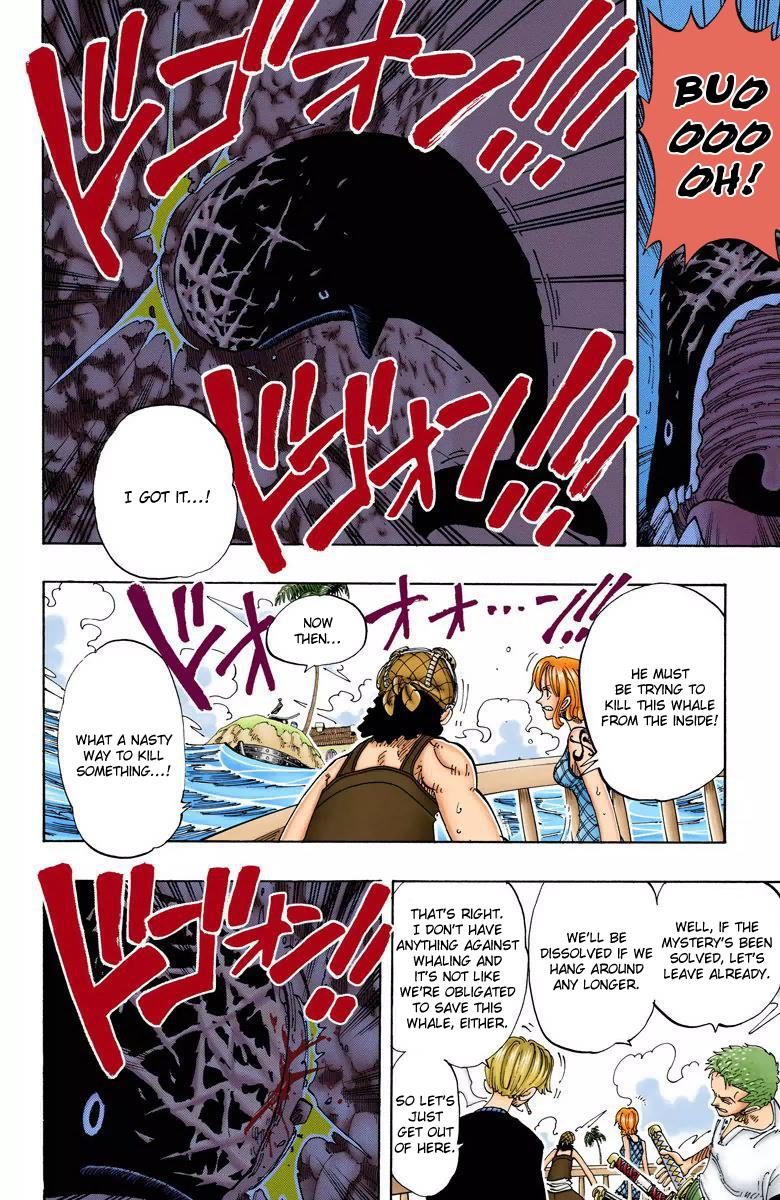 BUO
OOO
OH!
ドゴオン!!!
ドゴォン!!!
I GOT IT...!
HE MUST
BE TRYING TO
KILL THIS WHALE
FROM THE INSIDE!
ドォオオ…ン!!!
NOW
THEN...
WHAT A NASTY
WAY TO KILL
SOMETHING...!
WELL, IF THE
MYSTERY'S BEEN
SOLVED, LET'S
LEAVE ALREADY.
WE'LL BE
DISSOLVED IF WE
HANG AROUND
ANY LONGER.
THAT'S RIGHT.
I DON'T HAVE
ANYTHING AGAINST
WHALING AND
IT'S NOT LIKE
WE'RE OBLIGATED
TO SAVE THIS
WHALE, EITHER.
SO LET'S
JUST
GET OUT
OF HERE.
ドゴォン!!